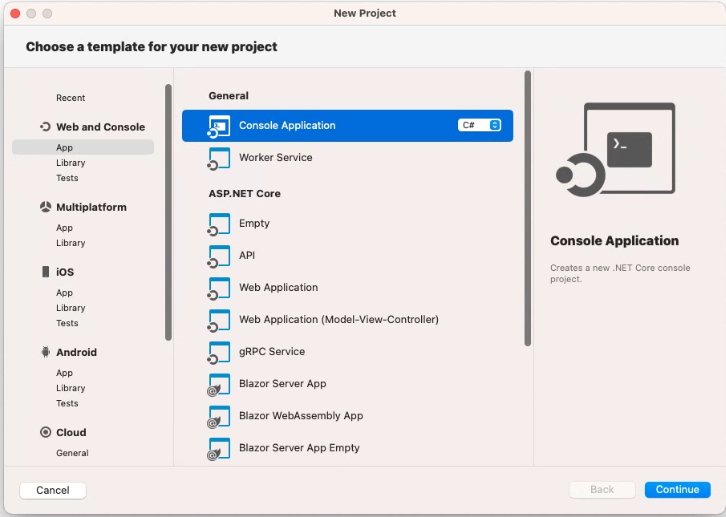 New Project
Choose a template for your new project
Recent
Web and Console
App
Library
Tests
Multiplatform
App
Library
iOS
App
Library
Tests
Android
App
Library
Tests
Cloud
General
General
Console Application C#
Worker Service
ASP.NET Core
Empty
API
Web Application
Web Application (Model-View-Controller)
gRPC Service
Blazor Server App
Blazor WebAssembly App
Blazor Server App Empty
Console Application
Creates a new .NET Core console
project.
Cancel
Back
Continue